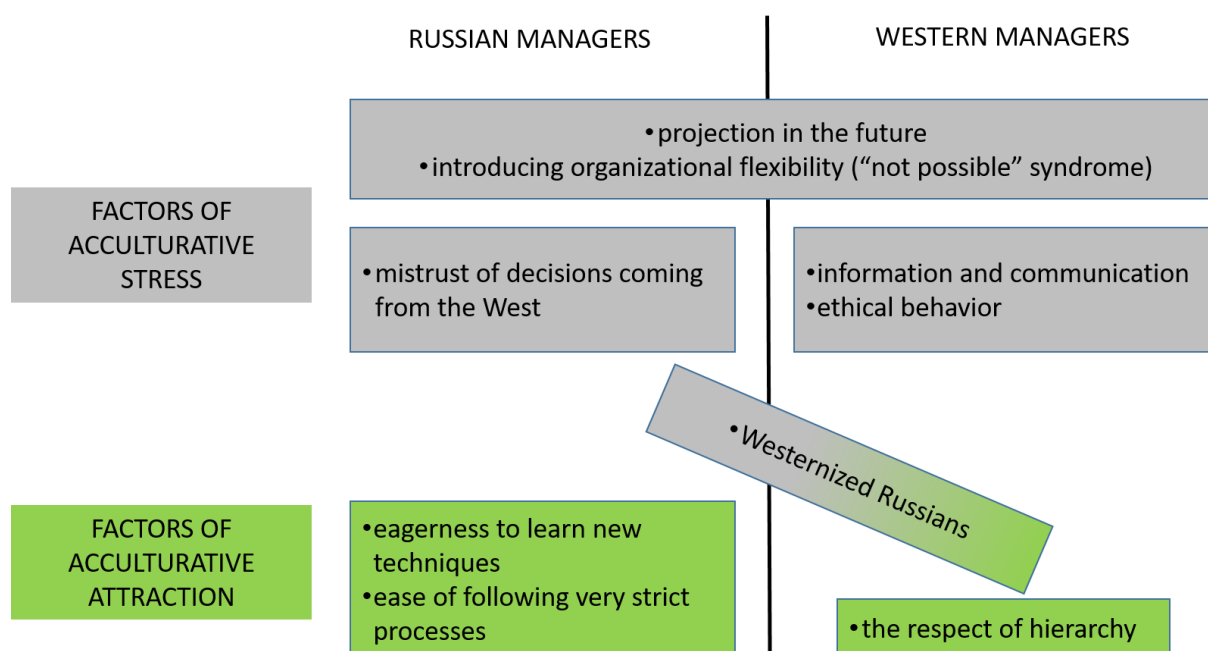 RUSSIAN MANAGERS
WESTERN MANAGERS
•projection in the future
•introducing organizational flexibility (“not possible” syndrome)
FACTORS OF
ACCULTURATIVE
STRESS
•mistrust of decisions coming
from the West
•information and communication
•ethical behavior
•Westernized Russians
FACTORS OF
ACCULTURATIVE
ATTRACTION
•eagerness to learn new
techniques
•ease of following very strict
processes
•the respect of hierarchy